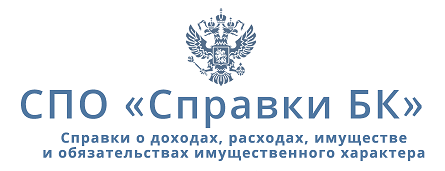 СПО «Справки БК»
Справки о доходах, расходах, имуществе
и обязательствах имущественного характера